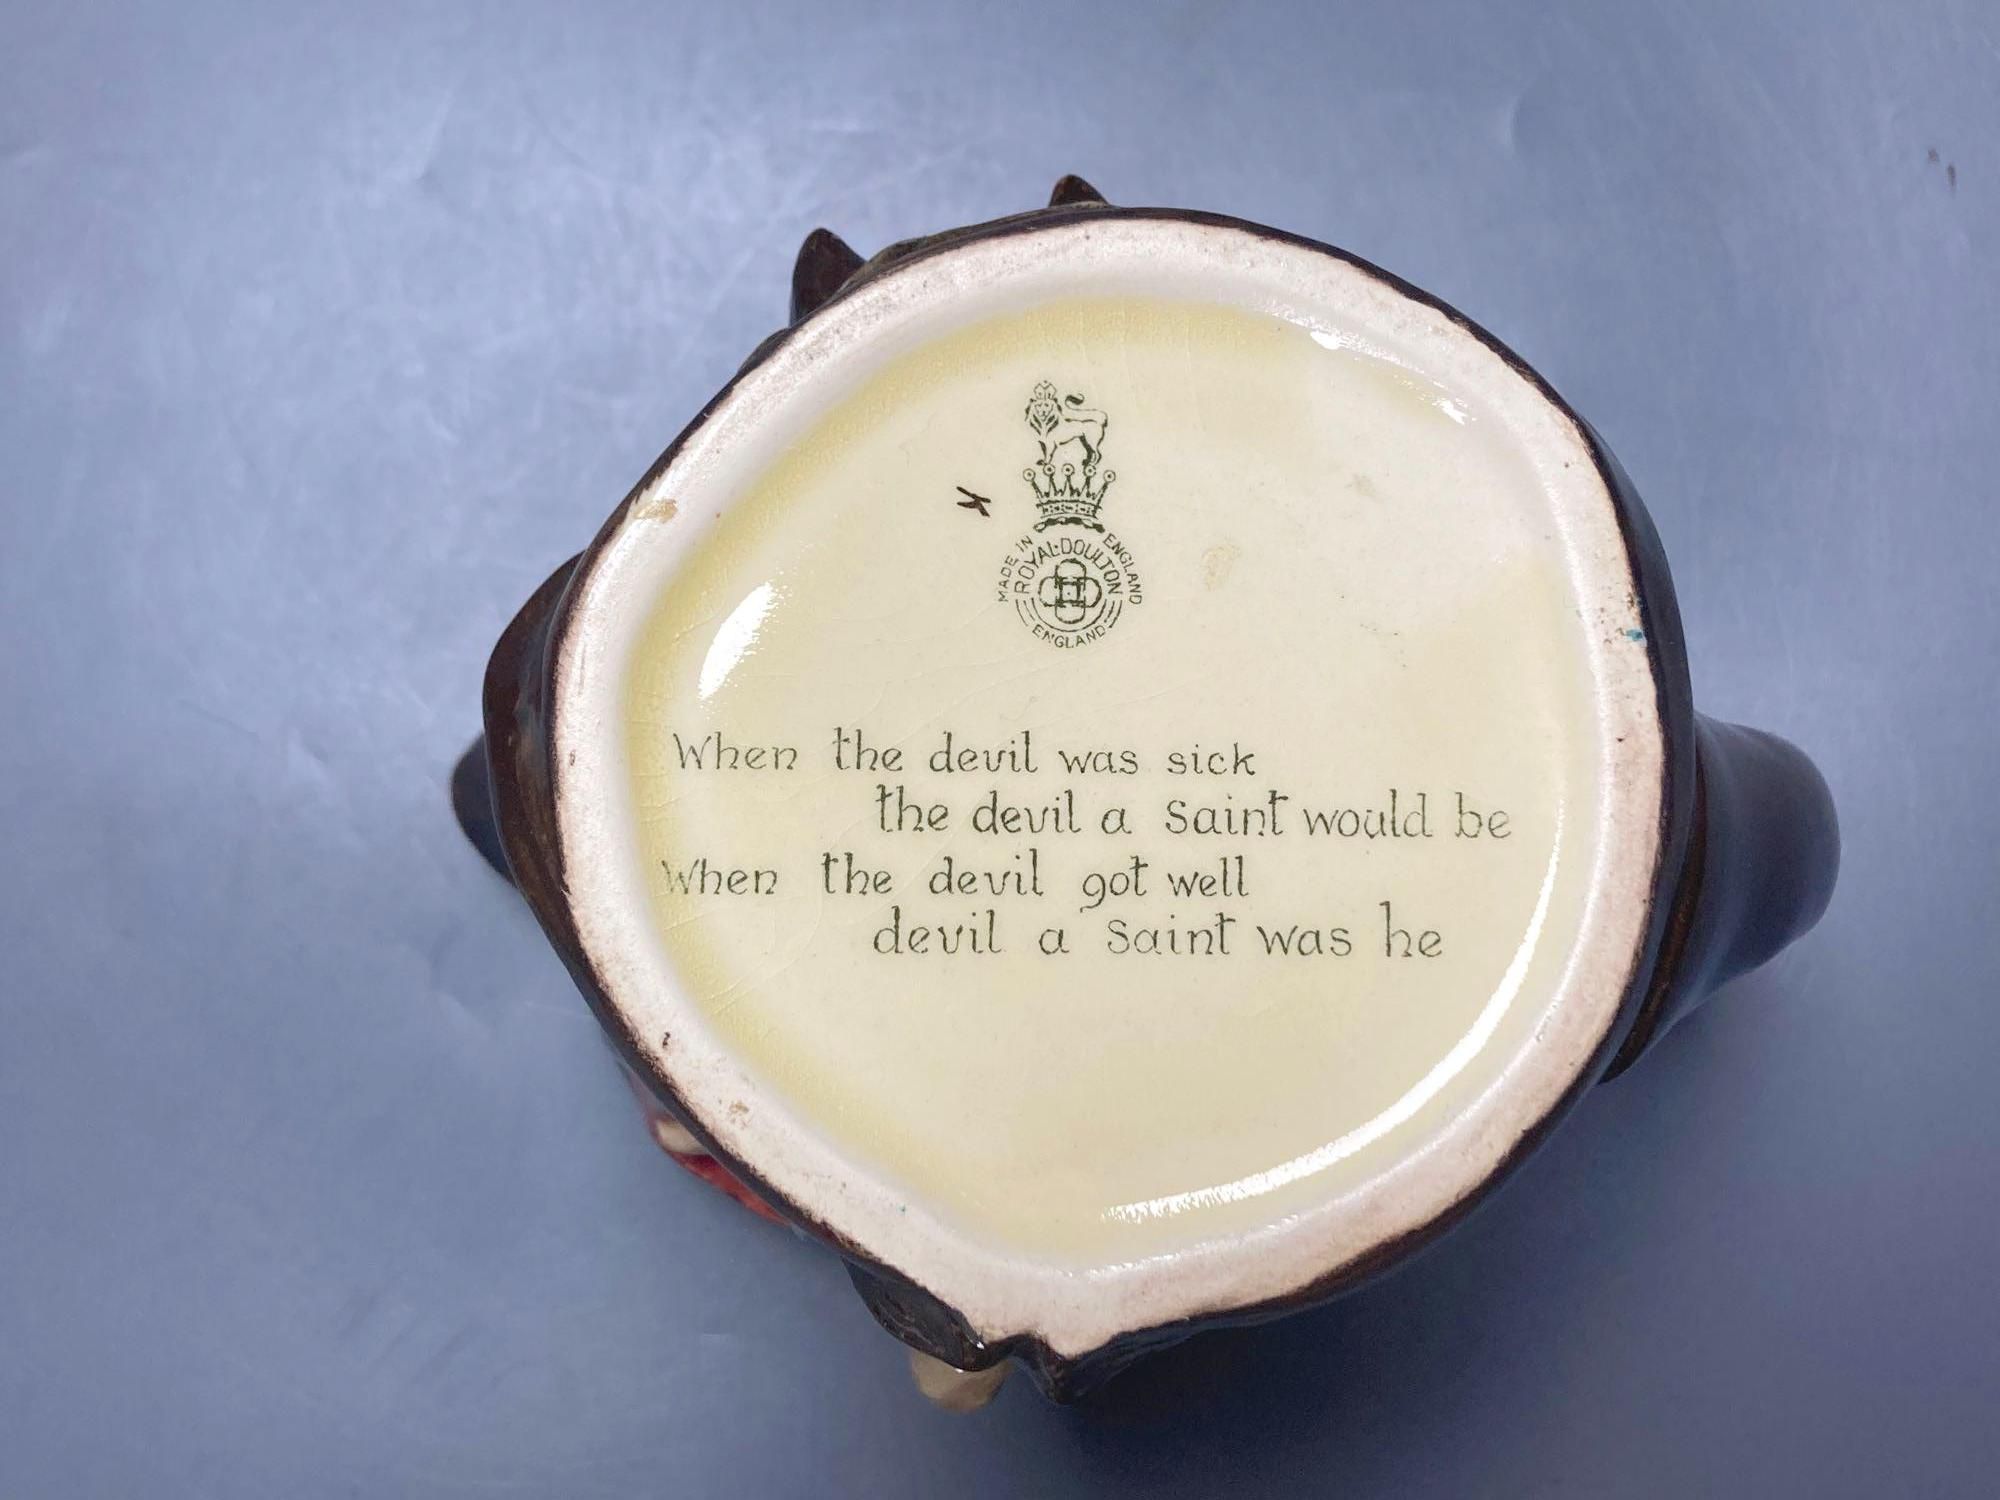 K
MADE IN ENGLAND
ROYAL·DOULTON
ENGLAND
When the devil was sick
the devil a Saint would be
When the devil got well
devil a Saint was he